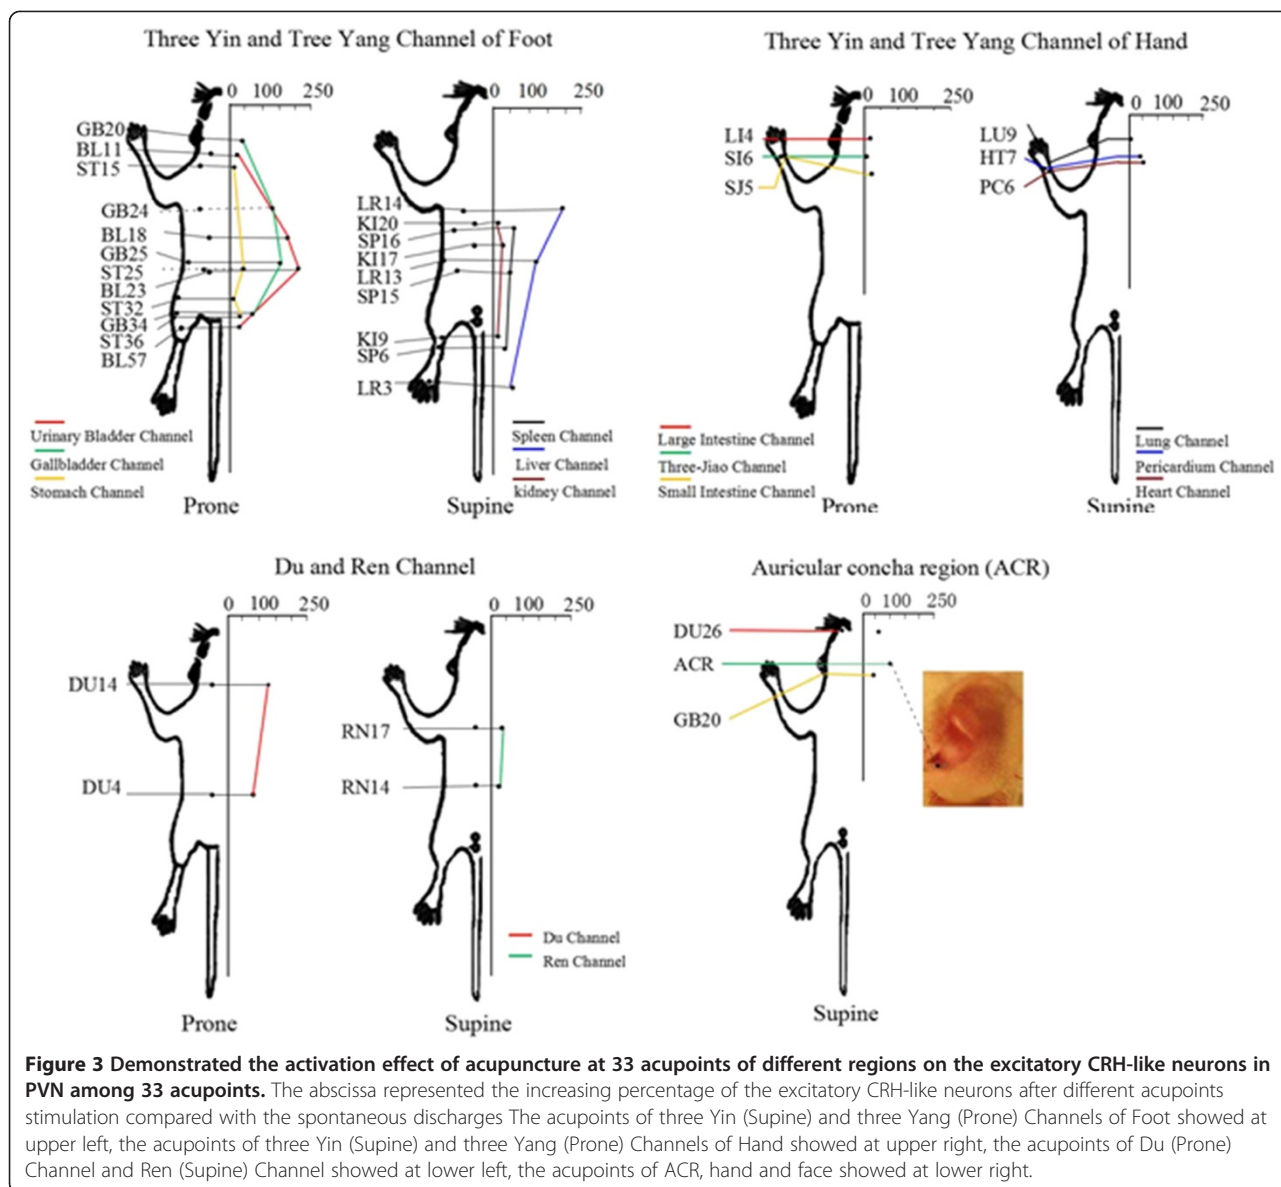 Three Yin and Tree Yang Channel of Foot
0 100 250
GB20
BL11
ST15
GB24
BL18
GB25
ST25
BL23
ST32
GB34
ST36
BL57
Urinary Bladder Channel
Gallbladder Channel
Stomach Channel
Prone
0 100 250
LR14
KI20
SP16
KI17
LR13
SP15
KI9
SP6
LR3
Spleen Channel
Liver Channel
kidney Channel
Supine
Three Yin and Tree Yang Channel of Hand
0 100 250
LI4
SI6
SJ5
Large Intestine Channel
Three-Jiao Channel
Small Intestine Channel
Prone
0 100 250
LU9
HT7
PC6
Lung Channel
Pericardium Channel
Heart Channel
Supine
Du and Ren Channel
0 100 250
DU14
DU4
Prone
0 100 250
RN17
RN14
Du Channel
Ren Channel
Supine
Auricular concha region (ACR)
0 100 250
DU26
ACR
GB20
Supine
Figure 3 Demonstrated the activation effect of acupuncture at 33 acupoints of different regions on the excitatory CRH-like neurons in
PVN among 33 acupoints. The abscissa represented the increasing percentage of the excitatory CRH-like neurons after different acupoints
stimulation compared with the spontaneous discharges The acupoints of three Yin (Supine) and three Yang (Prone) Channels of Foot showed at
upper left, the acupoints of three Yin (Supine) and three Yang (Prone) Channels of Hand showed at upper right, the acupoints of Du (Prone)
Channel and Ren (Supine) Channel showed at lower left, the acupoints of ACR, hand and face showed at lower right.